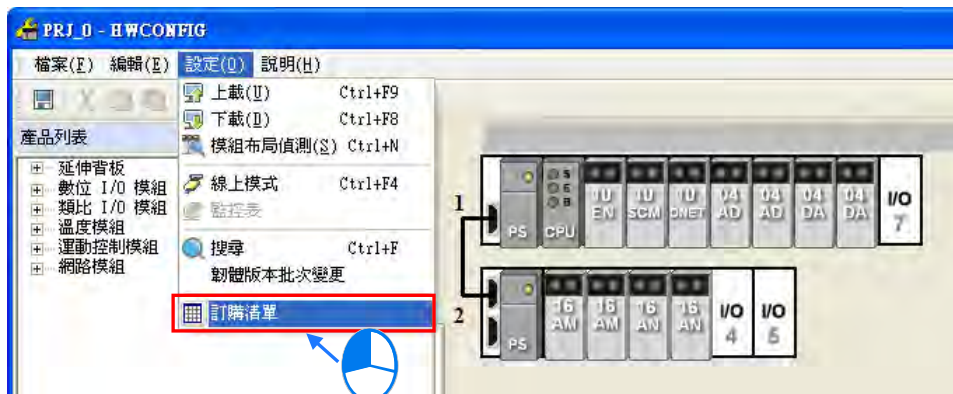 PRJ_0 - HWCONFIG
檔案(F) 編輯(E) 設定(O) 說明(H)
產品列表
延伸背板
數位 I/O 模組
類比 I/O 模組
溫度模組
運動控制模組
網路模組
上載(U) Ctrl+F9
下載(D) Ctrl+F8
模組布局偵測(S) Ctrl+N
線上模式 Ctrl+F4
監控表
搜尋 Ctrl+F
韌體版本批次變更
訂購清單
1
PS
CPU
S
E
B
10 EN
10 SCM
10 DNET
04 AD
04 AD
04 DA
04 DA
I/O 7
2
PS
16 AM
16 AM
16 AN
16 AN
I/O 4
I/O 5